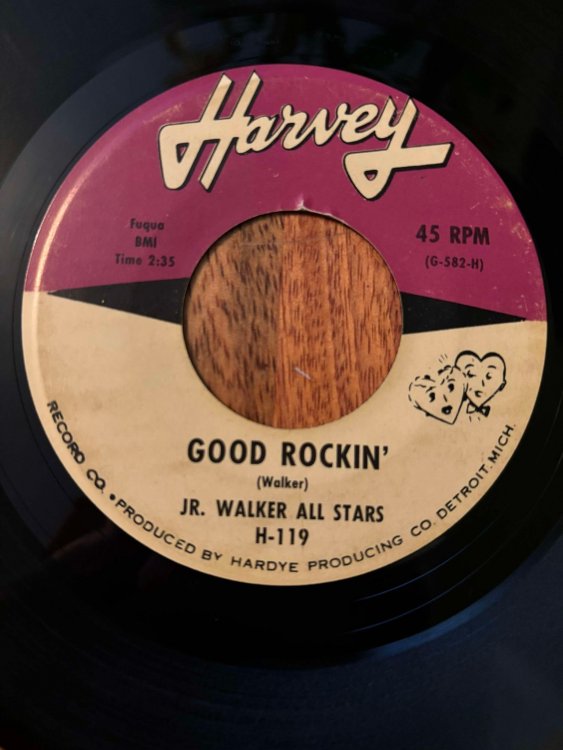 Harvey
Fuqua
BMI
Time 2:35
45 RPM
(G-582-H)
GOOD ROCKIN'
(Walker)
JR. WALKER ALL STARS
H-119
RECORD CO. • PRODUCED BY HARDYE PRODUCING CO. DETROIT, MICH.